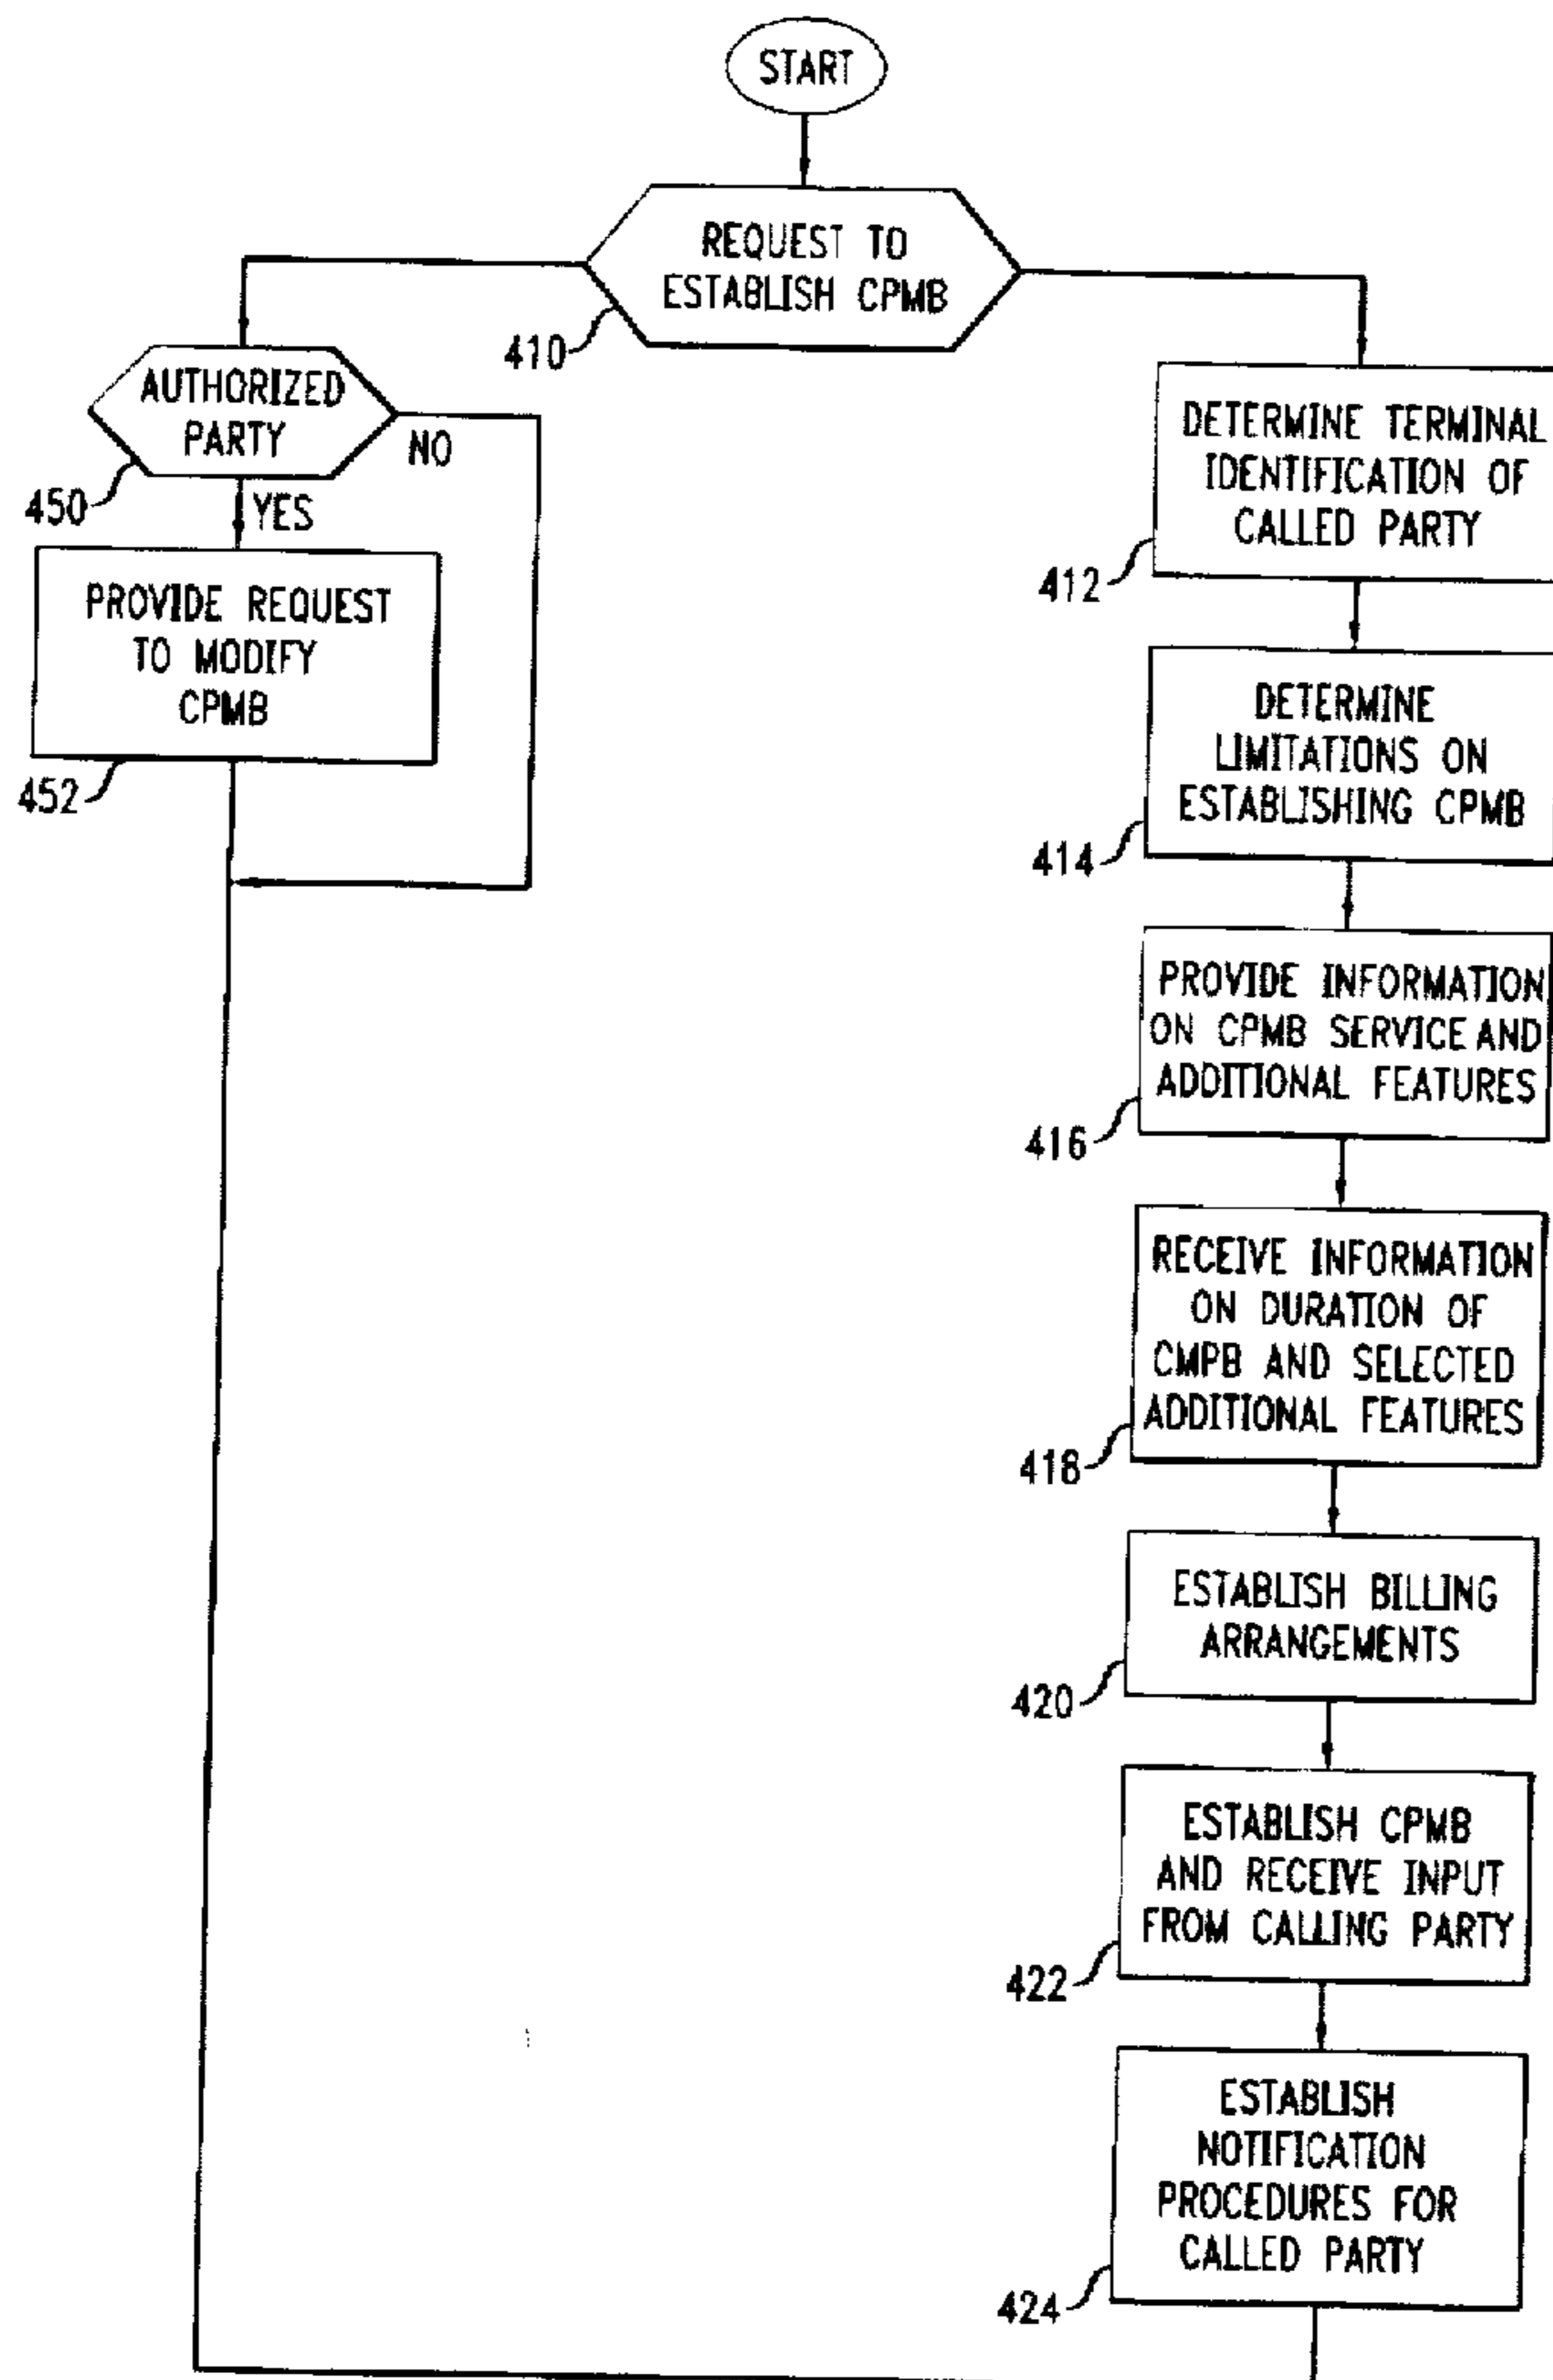 START
REQUEST TO
ESTABLISH CPMB
410
AUTHORIZED
PARTY
NO
450
YES
PROVIDE REQUEST
TO MODIFY
CPMB
452
DETERMINE TERMINAL
IDENTIFICATION OF
CALLED PARTY
412
DETERMINE
LIMITATIONS ON
ESTABLISHING CPMB
414
PROVIDE INFORMATION
ON CPMB SERVICE AND
ADDITIONAL FEATURES
416
RECEIVE INFORMATION
ON DURATION OF
CMPB AND SELECTED
ADDITIONAL FEATURES
418
ESTABLISH BILLING
ARRANGEMENTS
420
ESTABLISH CPMB
AND RECEIVE INPUT
FROM CALLING PARTY
422
ESTABLISH
NOTIFICATION
PROCEDURES FOR
CALLED PARTY
424